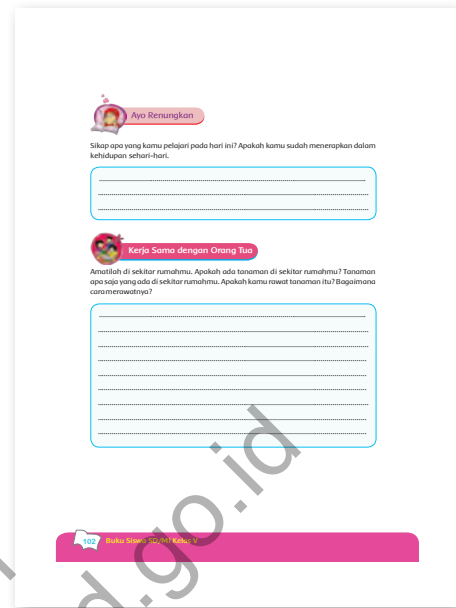 Ayo Renungkan
Sikap apa yang kamu pelajari pada hari ini? Apakah kamu sudah menerapkan dalam
kehidupan sehari-hari.
Kerja Sama dengan Orang Tua
Amatilah di sekitar rumahmu. Apakah ada tanaman di sekitar rumahmu? Tanaman
apa saja yang ada di sekitar rumahmu. Apakah kamu rawat tanaman itu? Bagaimana
cara merawatnya?
102 Buku Siswa SD/MI Kelas V
d.go.id